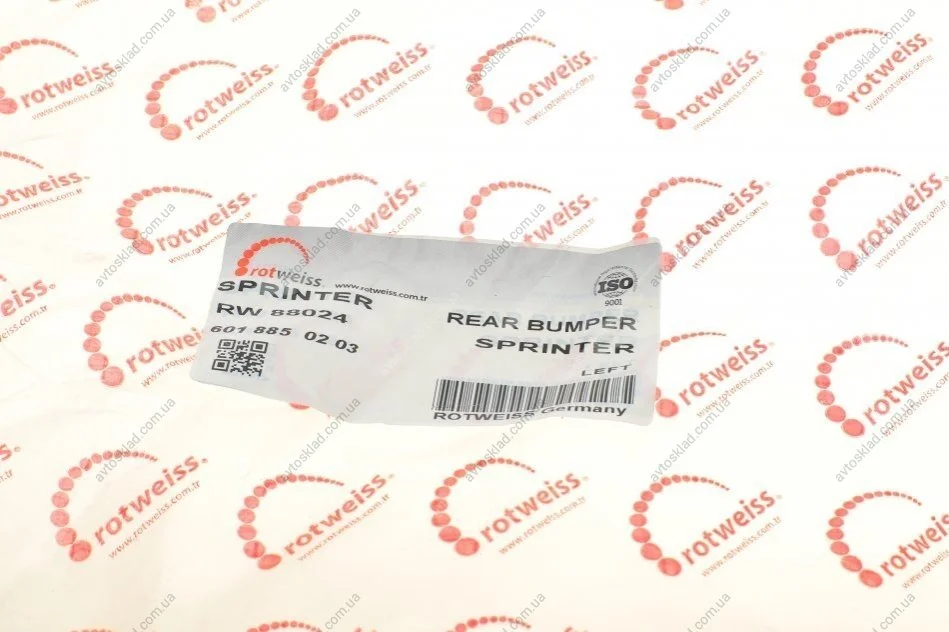 rotweiss
www.rotweiss.com.tr
SPRINTER
RW 88024
601 885 02 03
ISO
9001
REAR BUMPER
SPRINTER
LEFT
ROTWEISS Germany
rotweiss.
www.rotweiss.com.tr
avtosklad.com.ua